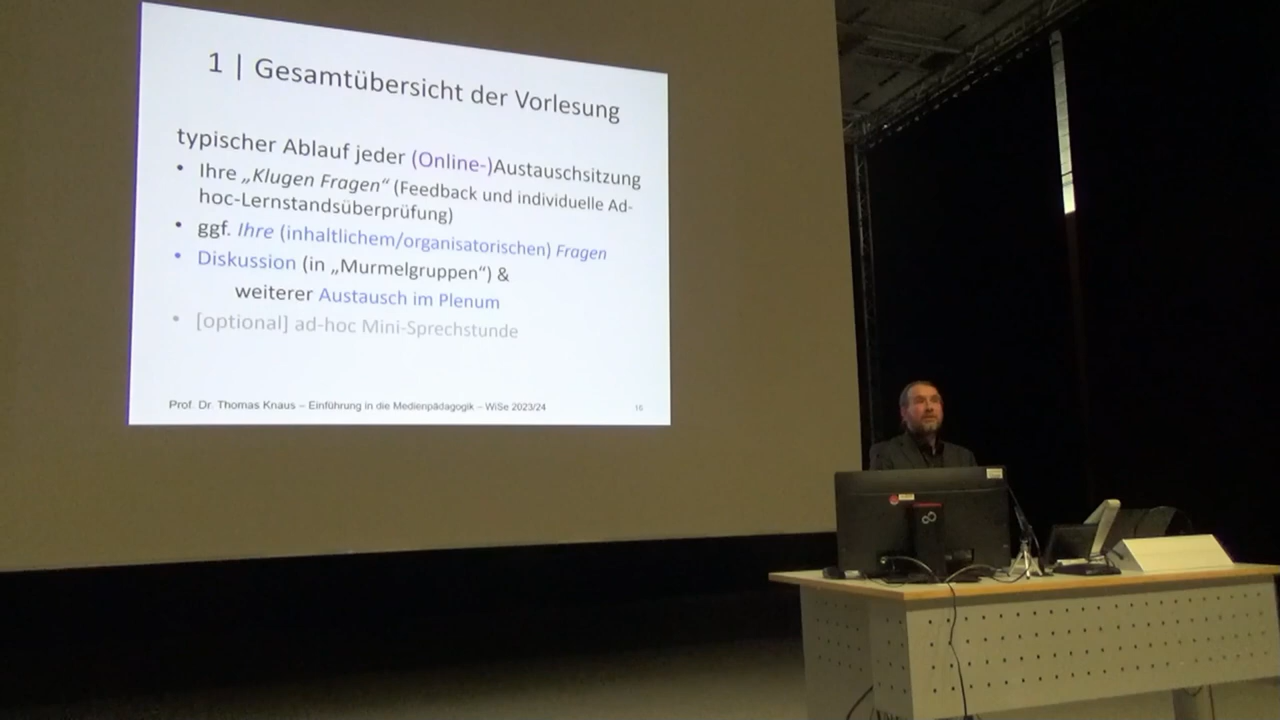 1 | Gesamtübersicht der Vorlesung
typischer Ablauf jeder (Online-)Austauschsitzung
• Ihre „Klugen Fragen“ (Feedback und individuelle Ad-
hoc-Lernstandsüberprüfung)
• ggf. Ihre (inhaltlichem/organisatorischen) Fragen
• Diskussion (in „Murmelgruppen“) &
weiterer Austausch im Plenum
• [optional] ad-hoc Mini-Sprechstunde
Prof. Dr. Thomas Knaus – Einführung in die Medienpädagogik – WiSe 2023/24
16